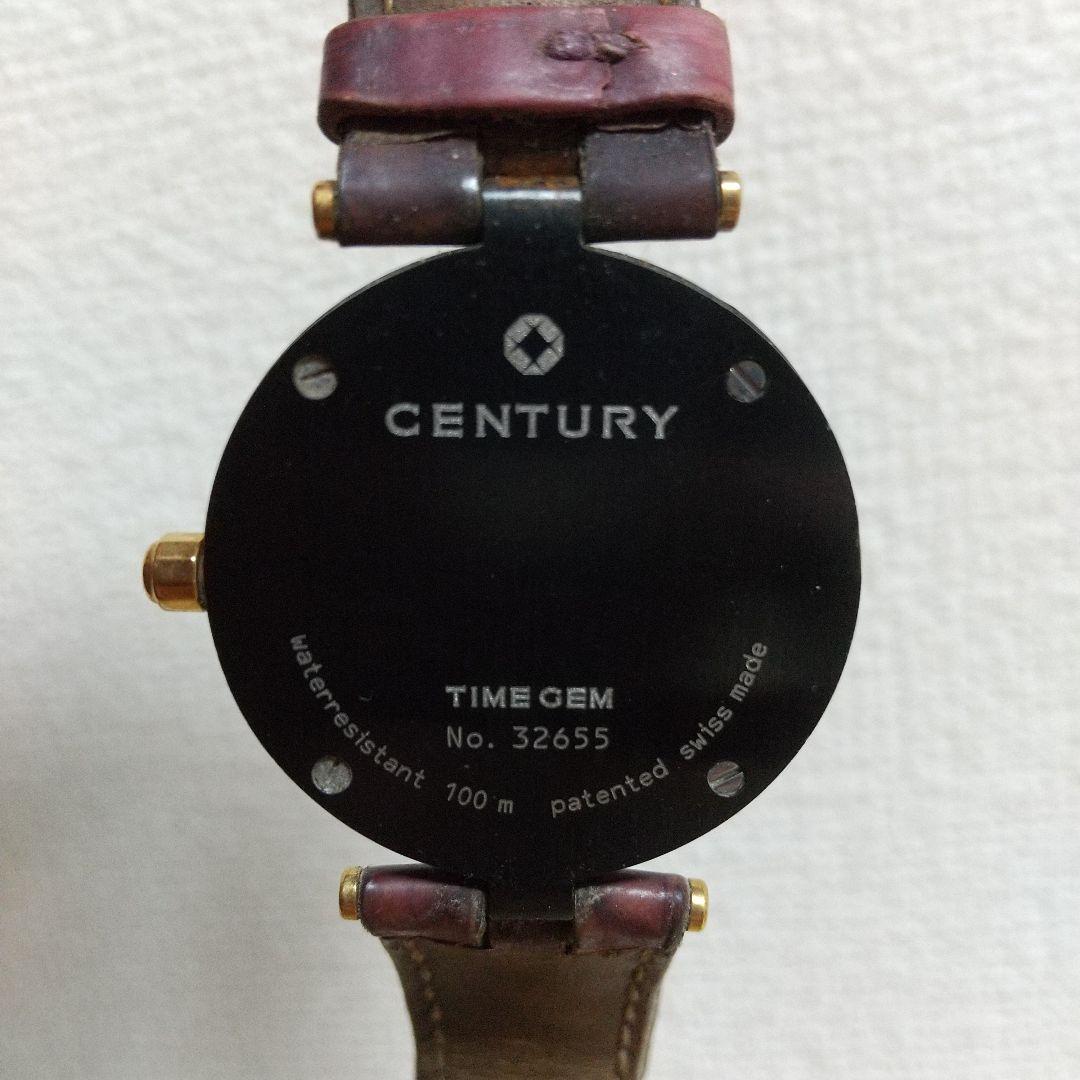 CENTURY
TIME GEM
No. 32655
waterresistant 100 m patented swiss made